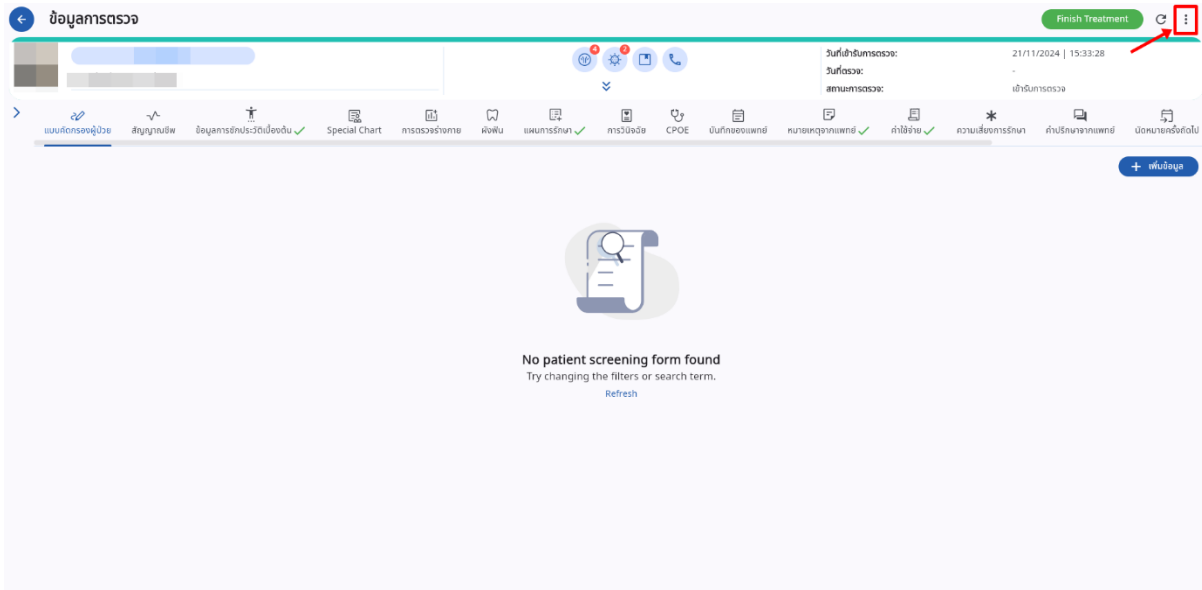 ข้อมูลการตรวจ
Finish Treatment
4
2
วันที่เข้ารับการตรวจ: 21/11/2024 | 15:33:28
วันที่ตรวจ: -
สถานะการตรวจ: เข้ารับการตรวจ
แบบคัดกรองผู้ป่วย สัญญาณชีพ ข้อมูลการซักประวัติเบื้องต้น Special Chart การตรวจร่างกาย ผังฟัน แผนการรักษา การวินิจฉัย CPOE บันทึกของแพทย์ หมายเหตุจากแพทย์ ค่าใช้จ่าย ความเสี่ยงการรักษา คำปรึกษาจากแพทย์ นัดหมายครั้งถัดไป
+ เพิ่มข้อมูล
No patient screening form found
Try changing the filters or search term.
Refresh